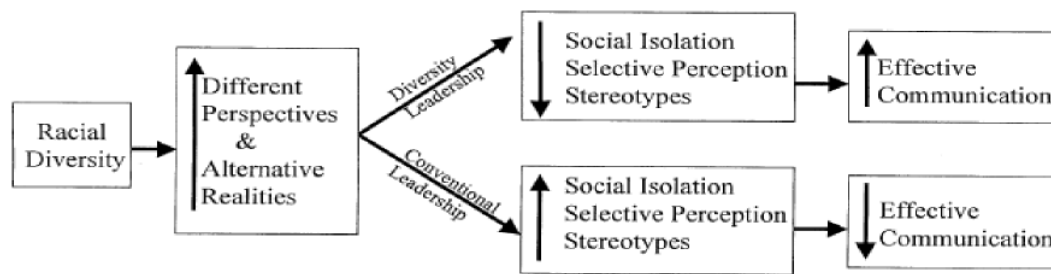 Racial
Diversity
Different
Perspectives
&
Alternative
Realities
Diversity
Leadership
Social Isolation
Selective Perception
Stereotypes
Effective
Communication
Conventional
Leadership
Social Isolation
Selective Perception
Stereotypes
Effective
Communication